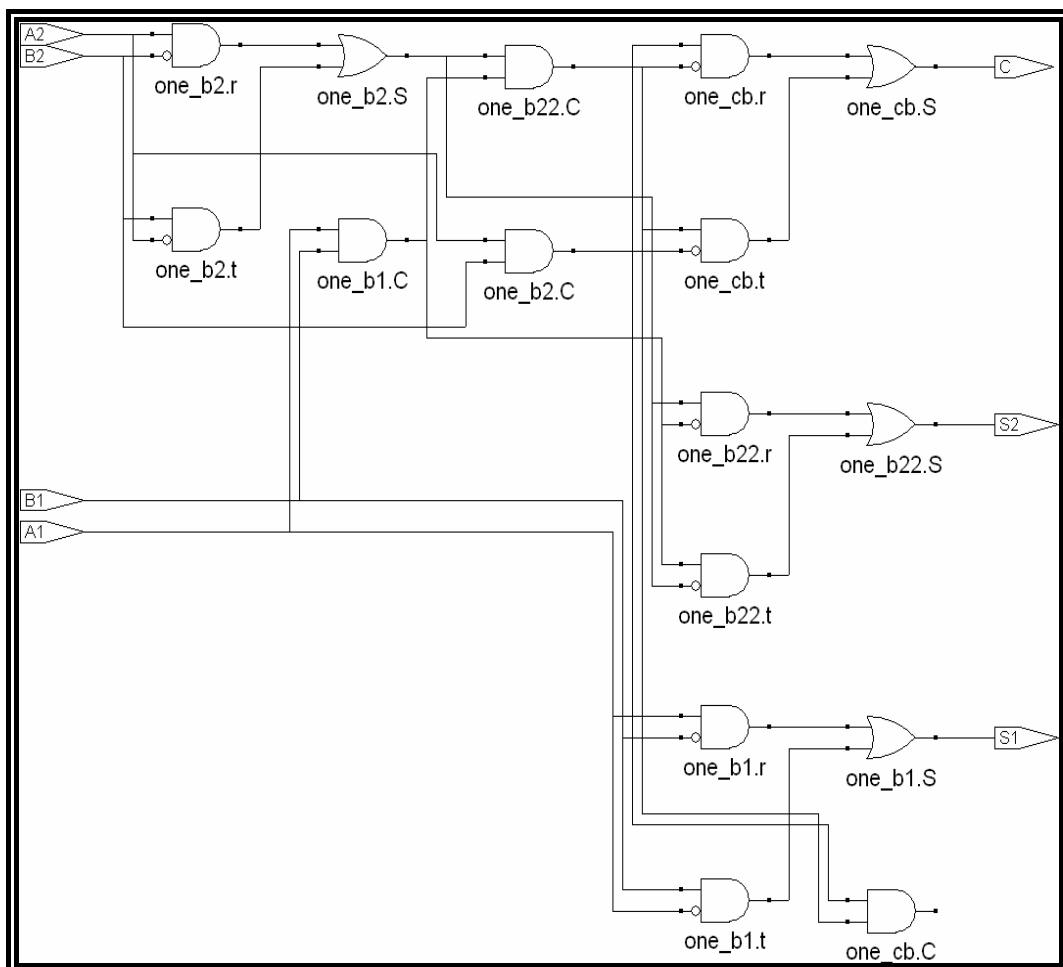 A2
B2
one_b2.r
one_b2.S
one_b22.C
one_cb.r
one_cb.S
C
one_b2.t
one_b1.C
one_b2.C
one_cb.t
one_b22.r
one_b22.S
S2
B1
A1
one_b22.t
one_b1.r
one_b1.S
S1
one_b1.t
one_cb.C